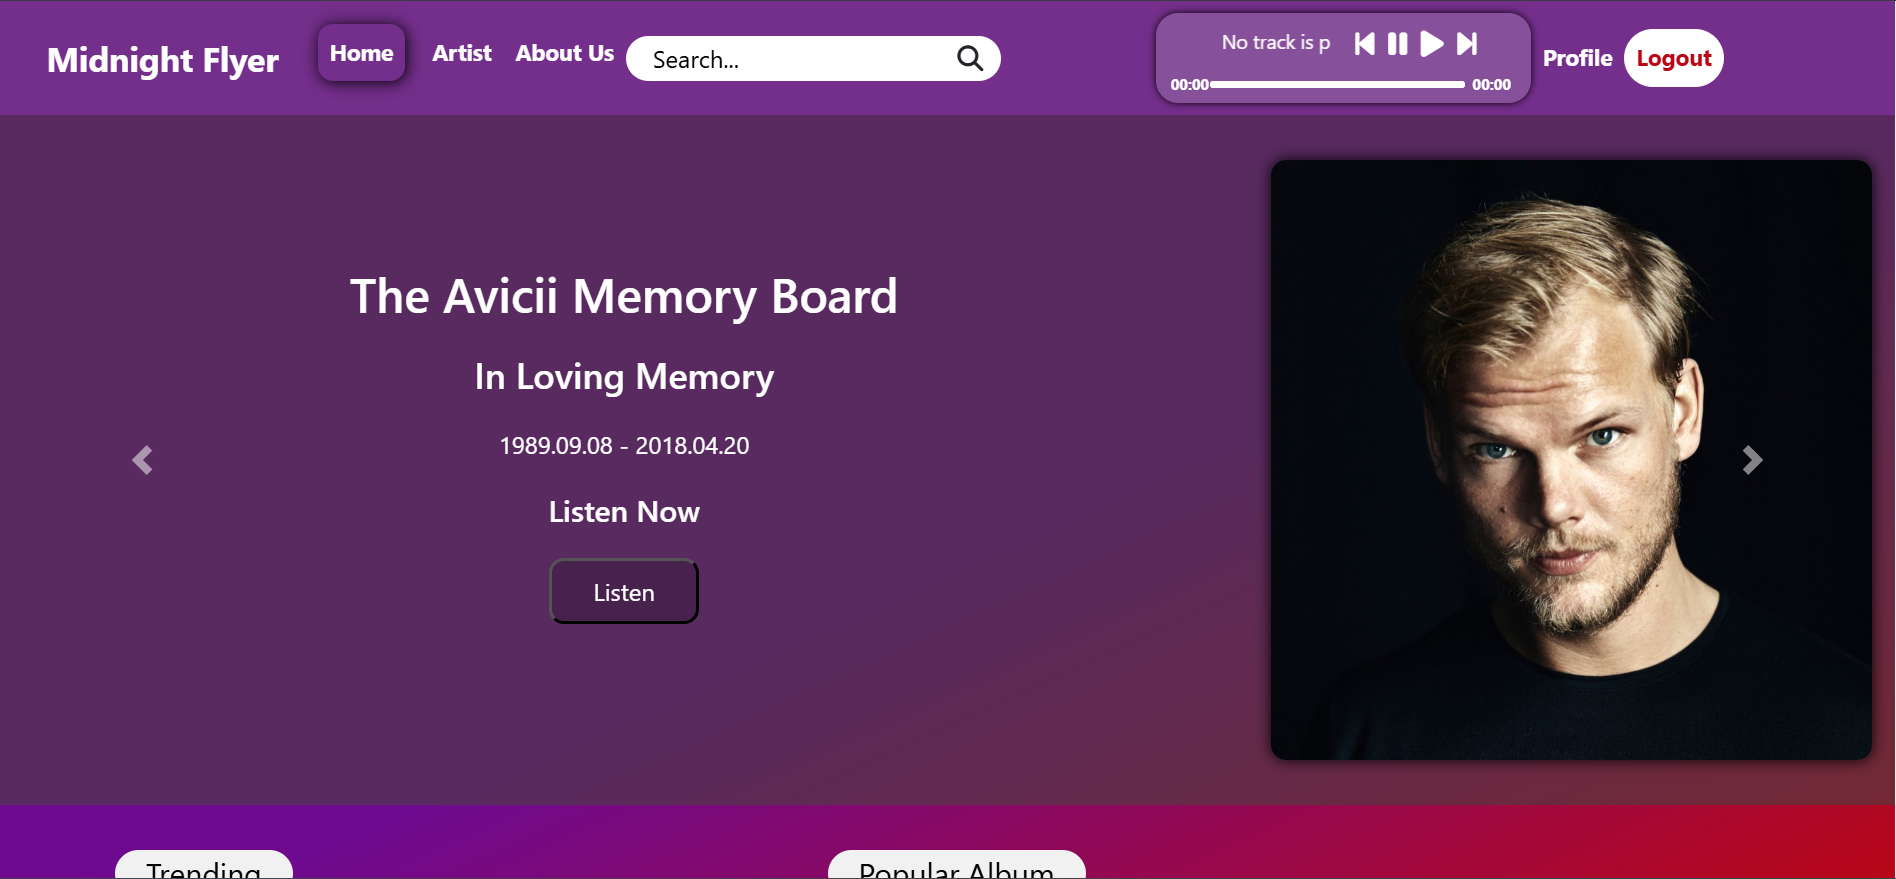 Midnight Flyer
Home
Artist
About Us
Search...
No track is p
00:00
00:00
Profile
Logout
The Avicii Memory Board
In Loving Memory
1989.09.08 - 2018.04.20
Listen Now
Listen
Trending
Popular Album